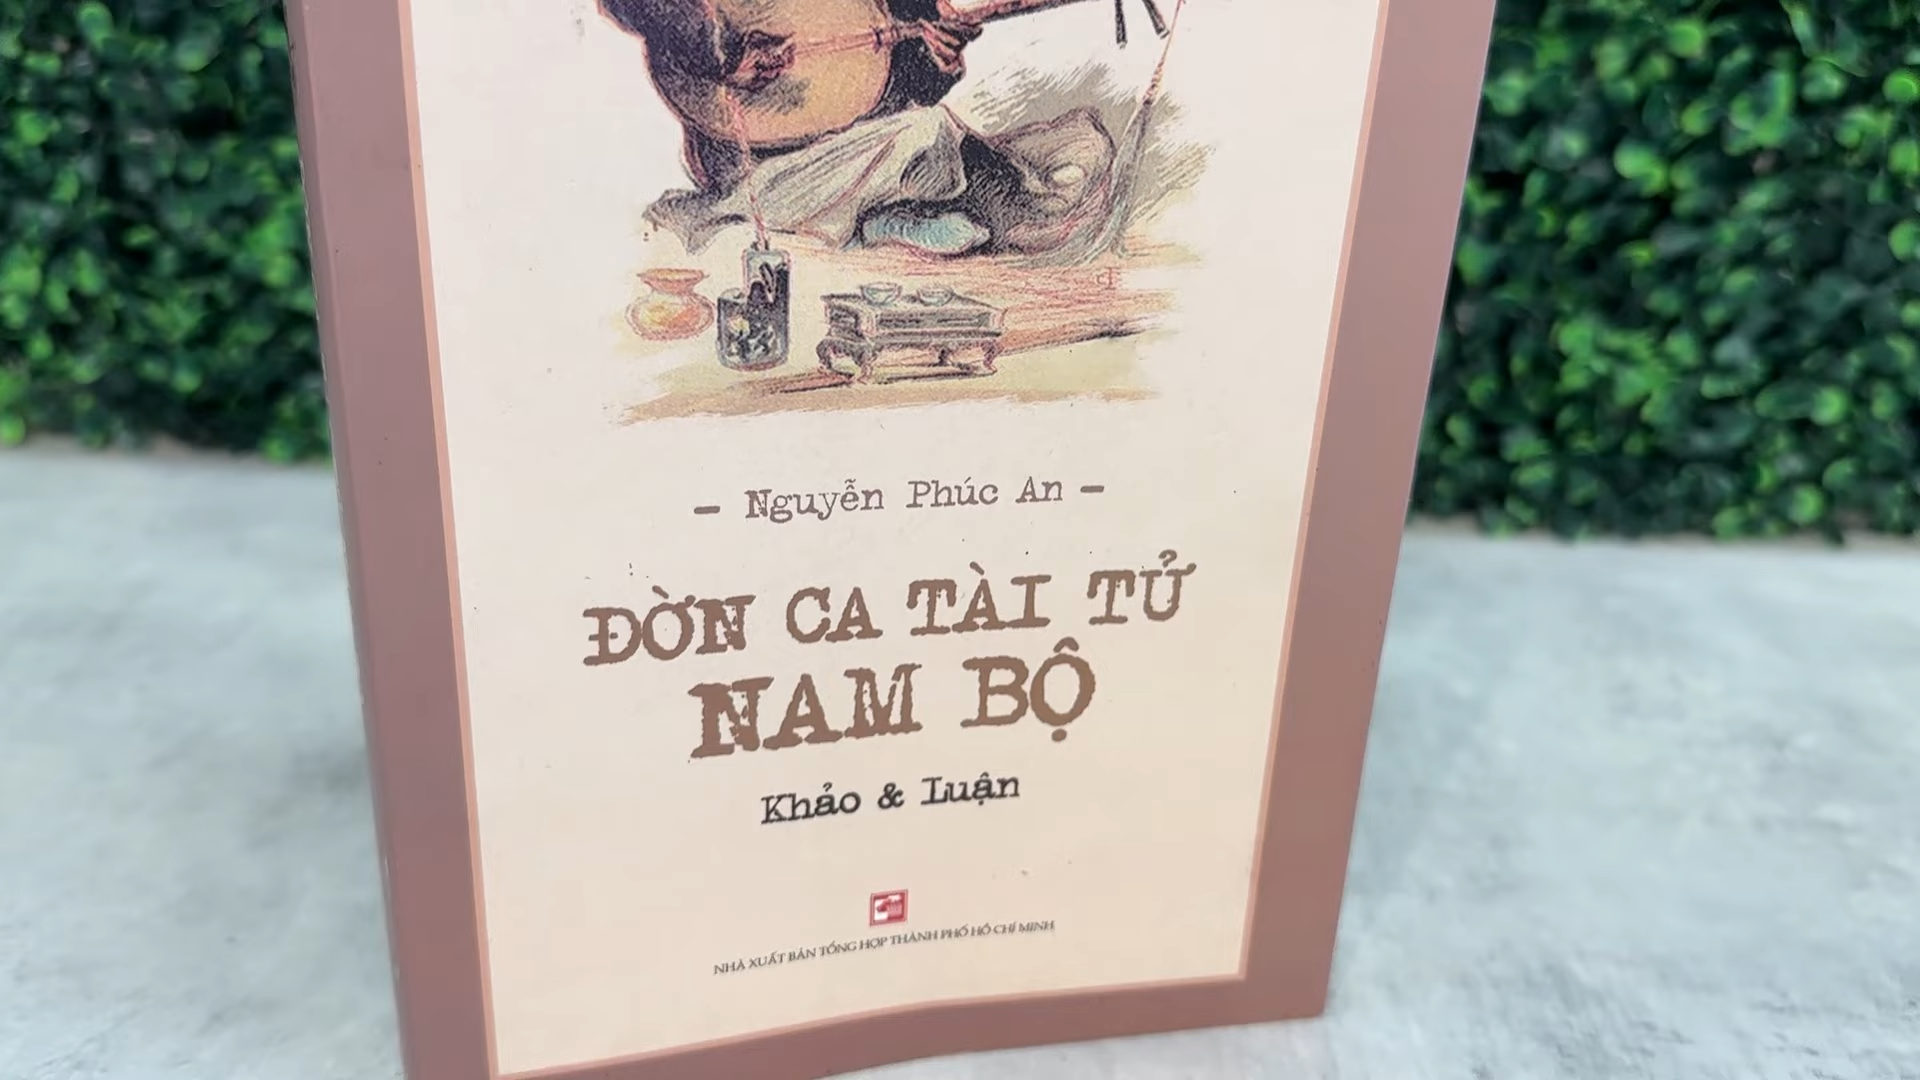 – Nguyễn Phúc An –
ĐỜN CA TÀI TỬ
NAM BỘ
Khảo & Luận
NHÀ XUẤT BẢN TỔNG HỢP THÀNH PHỐ HỒ CHÍ MINH